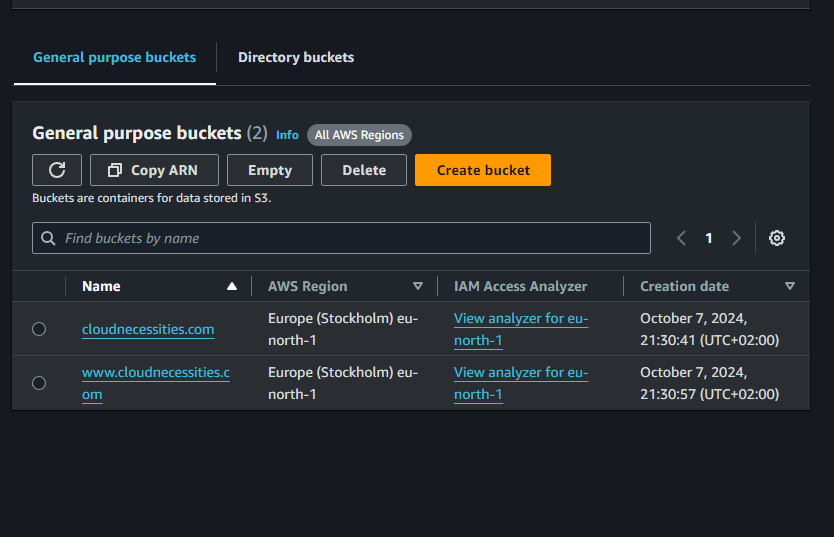 General purpose buckets Directory buckets
General purpose buckets (2) Info All AWS Regions
Copy ARN Empty Delete Create bucket
Buckets are containers for data stored in S3.
Find buckets by name 1
Name AWS Region IAM Access Analyzer Creation date
cloudnecessities.com Europe (Stockholm) eu-north-1 View analyzer for eu-north-1 October 7, 2024, 21:30:41 (UTC+02:00)
www.cloudnecessities.com Europe (Stockholm) eu-north-1 View analyzer for eu-north-1 October 7, 2024, 21:30:57 (UTC+02:00)